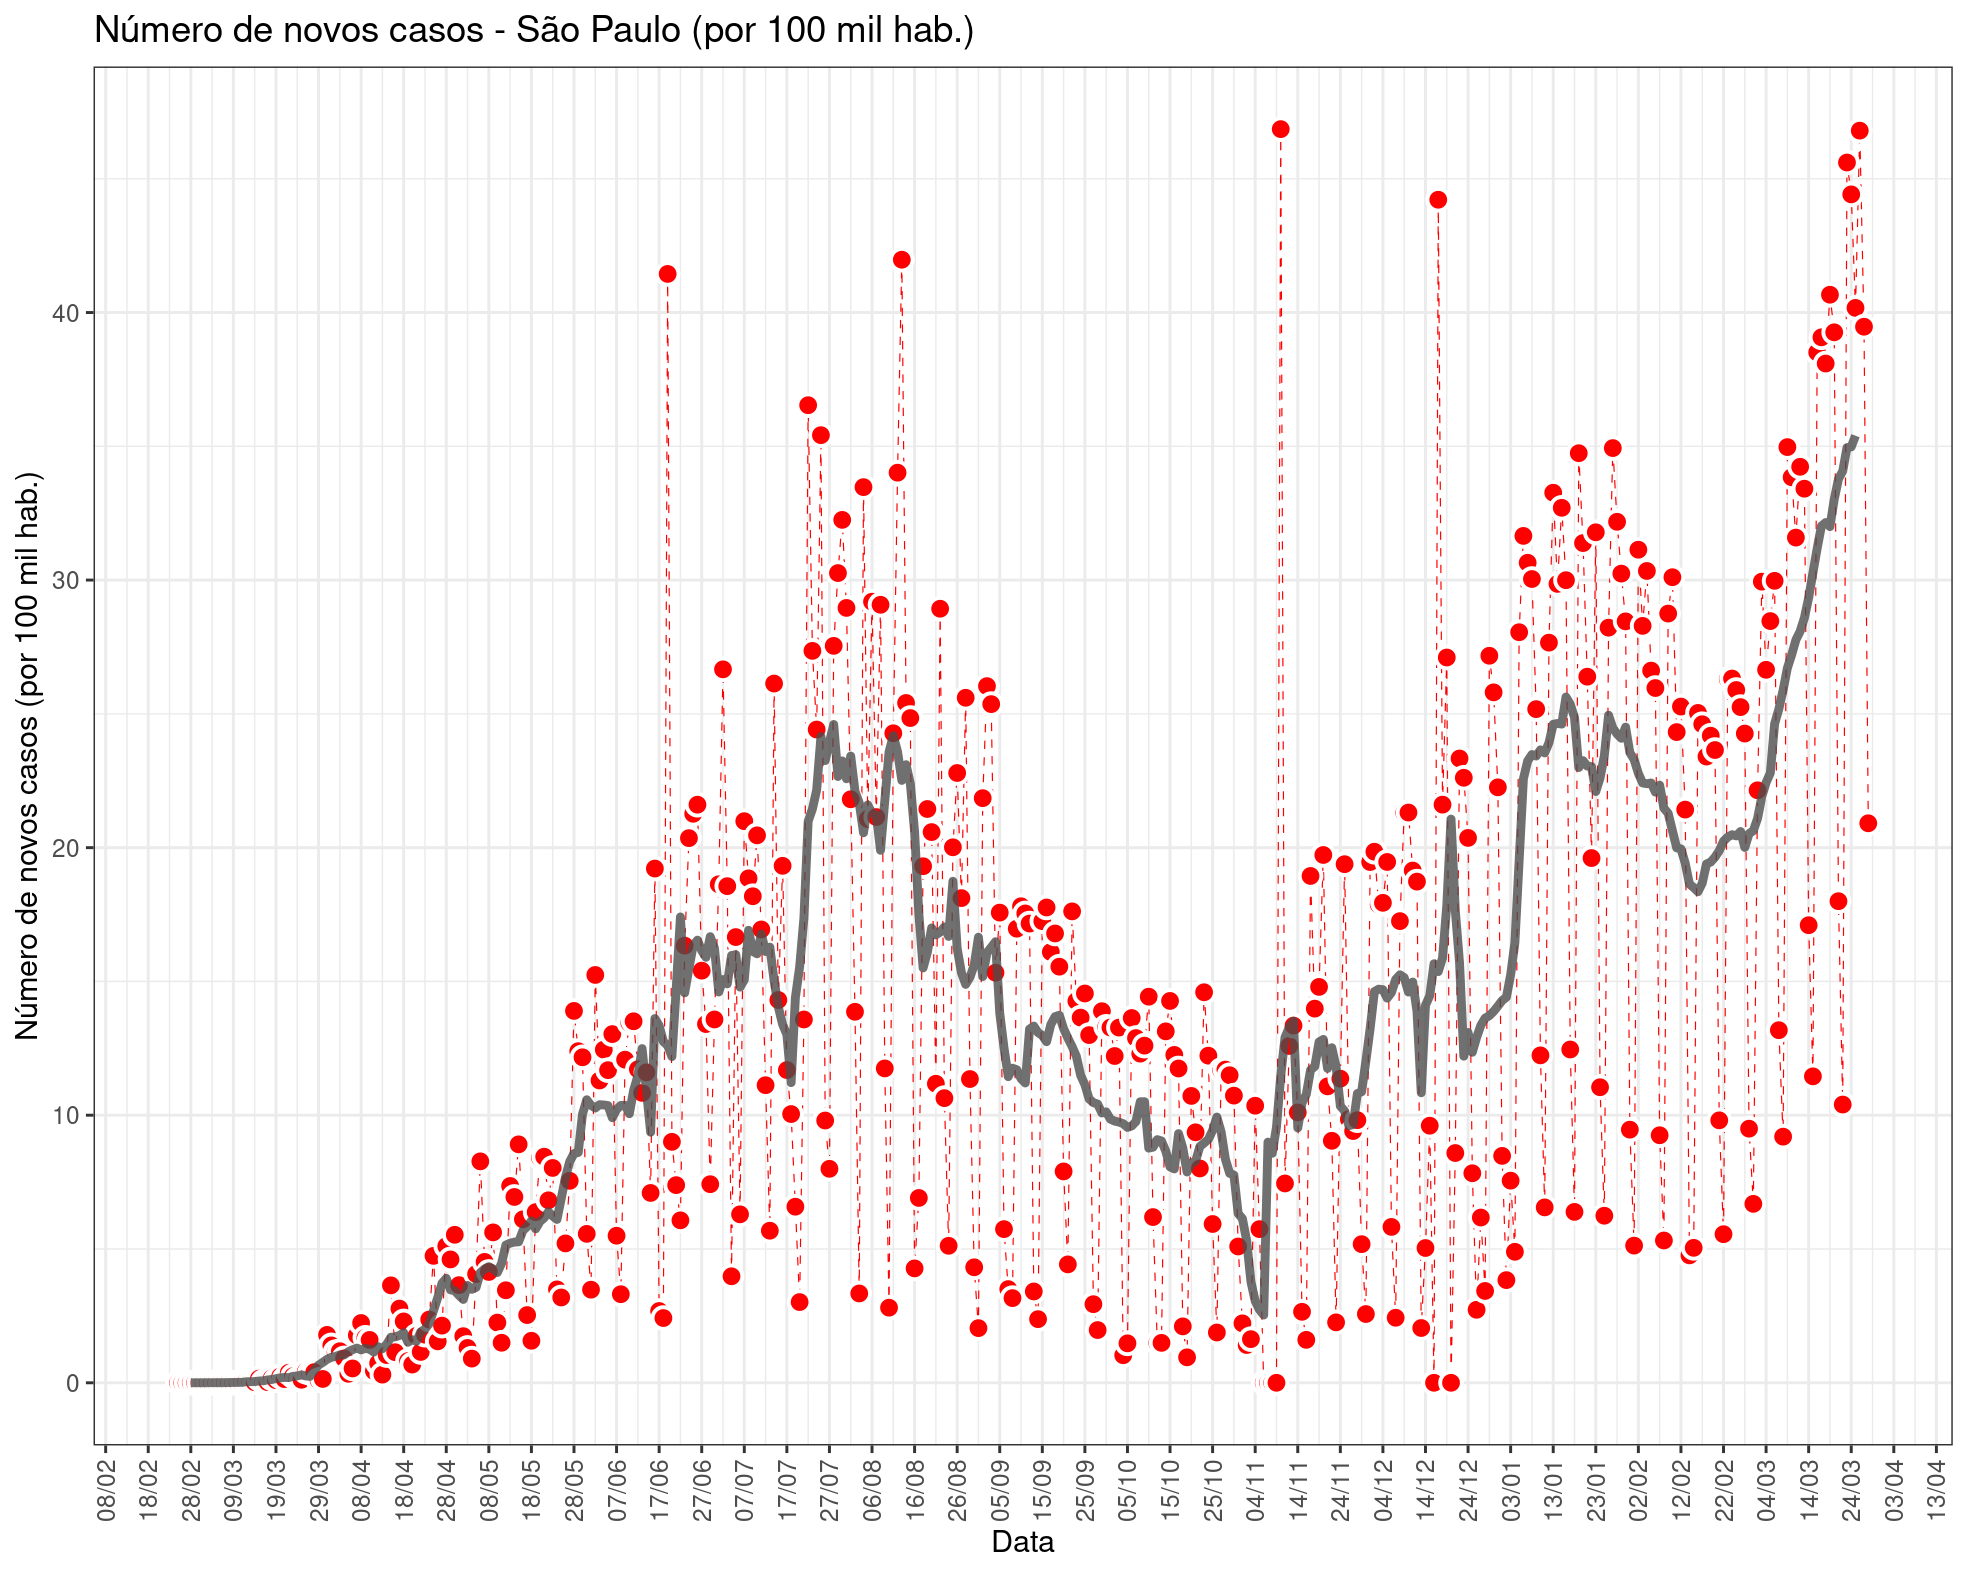 Número de novos casos - São Paulo (por 100 mil hab.)
Número de novos casos (por 100 mil hab.)
40
30
20
10
0
08/02 18/02 28/02 09/03 19/03 29/03 08/04 18/04 28/04 08/05 18/05 28/05 07/06 17/06 27/06 07/07 17/07 27/07 06/08 16/08 26/08 05/09 15/09 25/09 05/10 15/10 25/10 04/11 14/11 24/11 04/12 14/12 24/12 03/01 13/01 23/01 02/02 12/02 22/02 04/03 14/03 24/03 03/04 13/04
Data